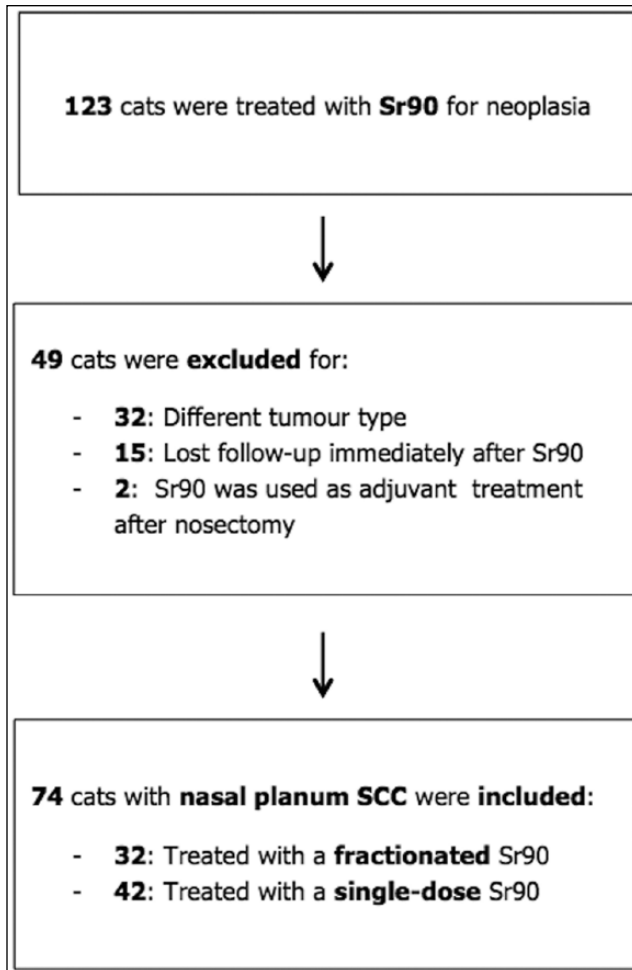 123 cats were treated with Sr90 for neoplasia
49 cats were excluded for:
- 32: Different tumour type
- 15: Lost follow-up immediately after Sr90
- 2: Sr90 was used as adjuvant treatment
after nosectomy
74 cats with nasal planum SCC were included:
- 32: Treated with a fractionated Sr90
- 42: Treated with a single-dose Sr90